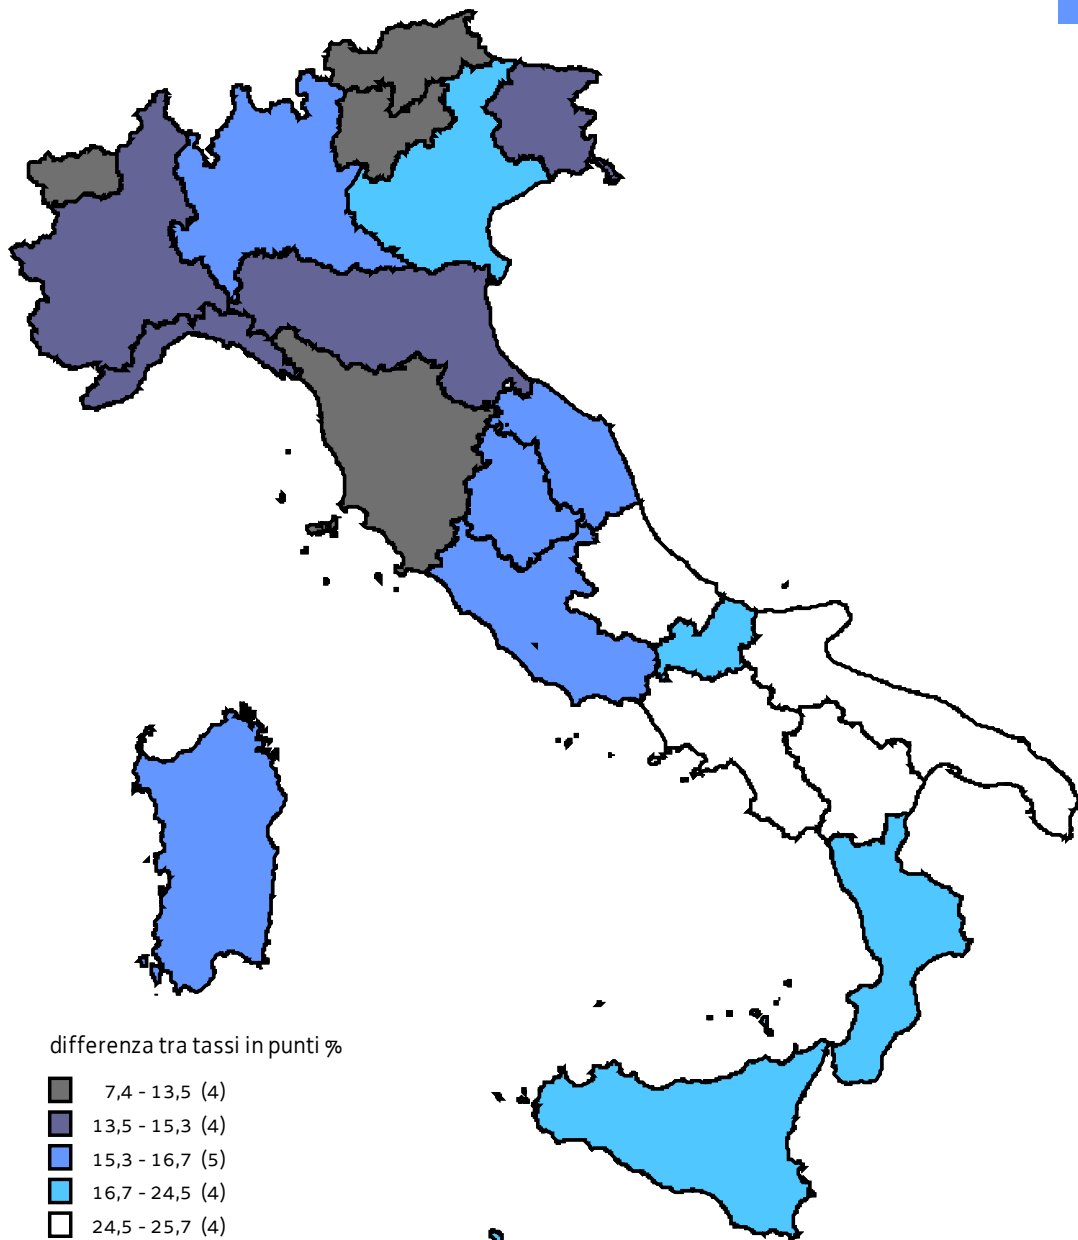 differenza tra tassi in punti %
7,4 - 13,5 (4)
13,5 - 15,3 (4)
15,3 - 16,7 (5)
16,7 - 24,5 (4)
24,5 - 25,7 (4)